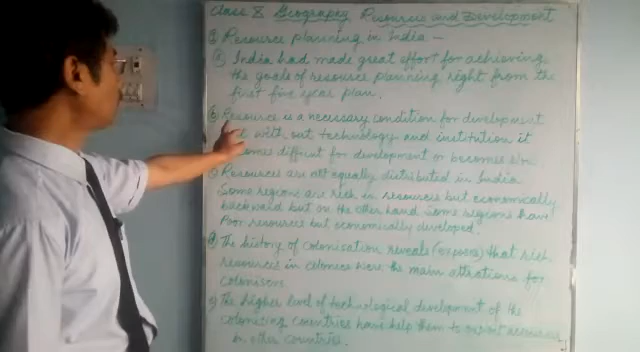 Class X Geography Resources and Development
Resource planning in India —
(a) India had made great effort for achieving
the goals of resource planning right from the
first five year plan.
(b) Resource is a necessary condition for development
with out technology and institution it
comes difficult for development or becomes
Resources are not equally distributed in India
Some regions are rich in resources but economically
backward but on the other hand some regions have
Poor resources but economically developed.
(d) The history of colonisation reveals (exposes) that rich
resources in colonies were the main attractions for
colonisers
(e) The higher level of technological development of the
colonizing countries have help them to
in other countries.